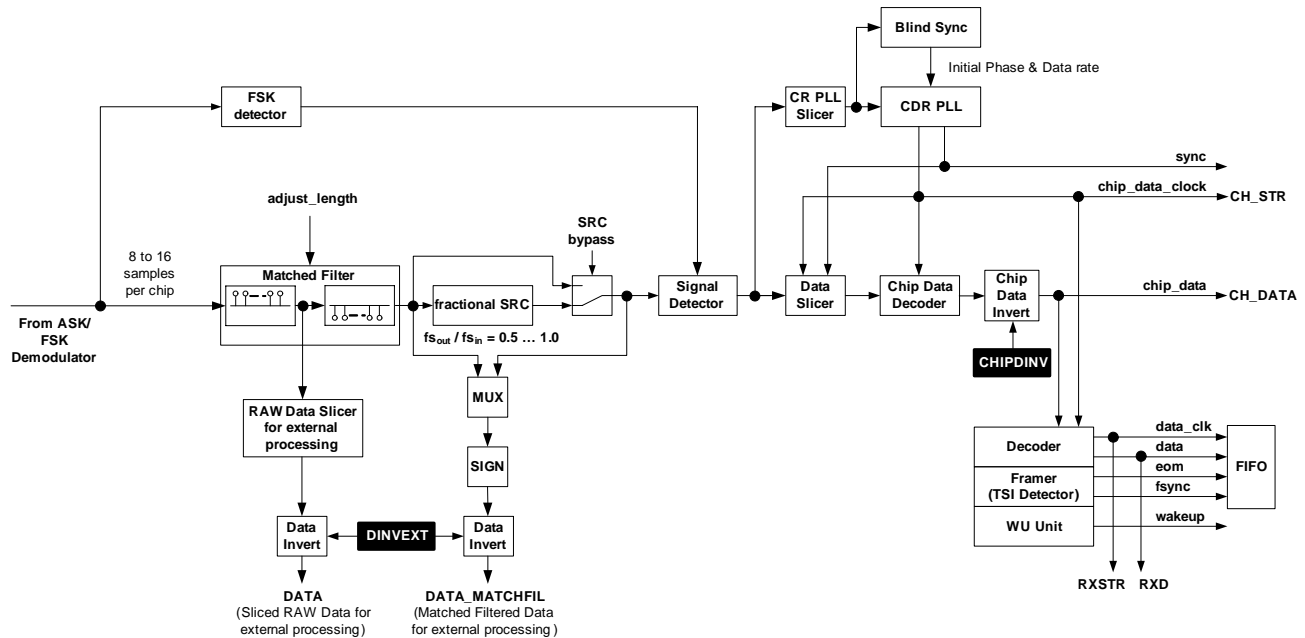 Blind Sync
Initial Phase & Data rate
FSK
detector
CR PLL
Slicer
CDR PLL
sync
adjust_length
chip_data_clock
CH_STR
SRC
bypass
8 to 16
samples
per chip
Matched Filter
fractional SRC
Signal
Detector
Data
Slicer
Chip Data
Decoder
Chip
Data
Invert
chip_data
CH_DATA
From ASK/
FSK
Demodulator
fsout / fsin = 0.5 ... 1.0
CHIPDINV
MUX
RAW Data Slicer
for external
processing
SIGN
Decoder
Framer
(TSI Detector)
WU Unit
data_clk
data
eom
fsync
wakeup
FIFO
Data
Invert
DINVEXT
Data
Invert
RXSTR
RXD
DATA
(Sliced RAW Data for
external processing)
DATA_MATCHFIL
(Matched Filtered Data
for external processing )